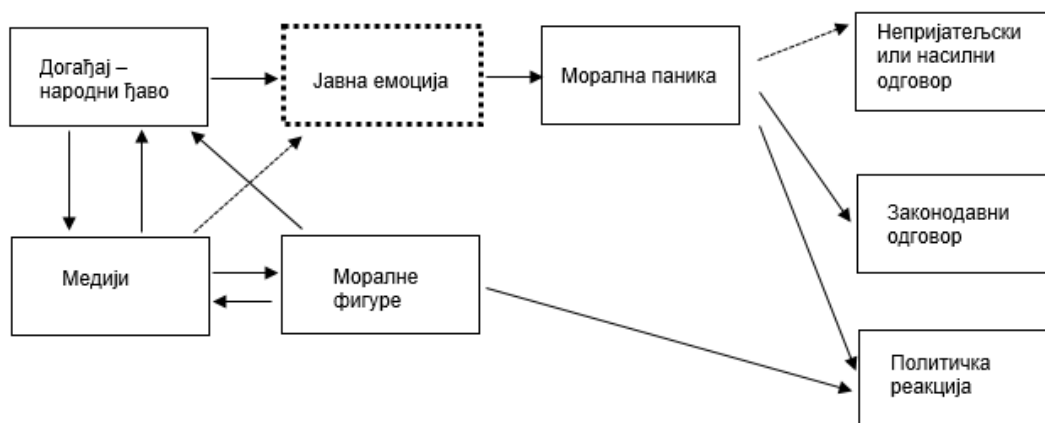 Догађај –
народни ђаво
Јавна емоција
Морална паника
Непријатељски
или насилни
одговор
Законодавни
одговор
Медији
Моралне
фигуре
Политичка
реакција